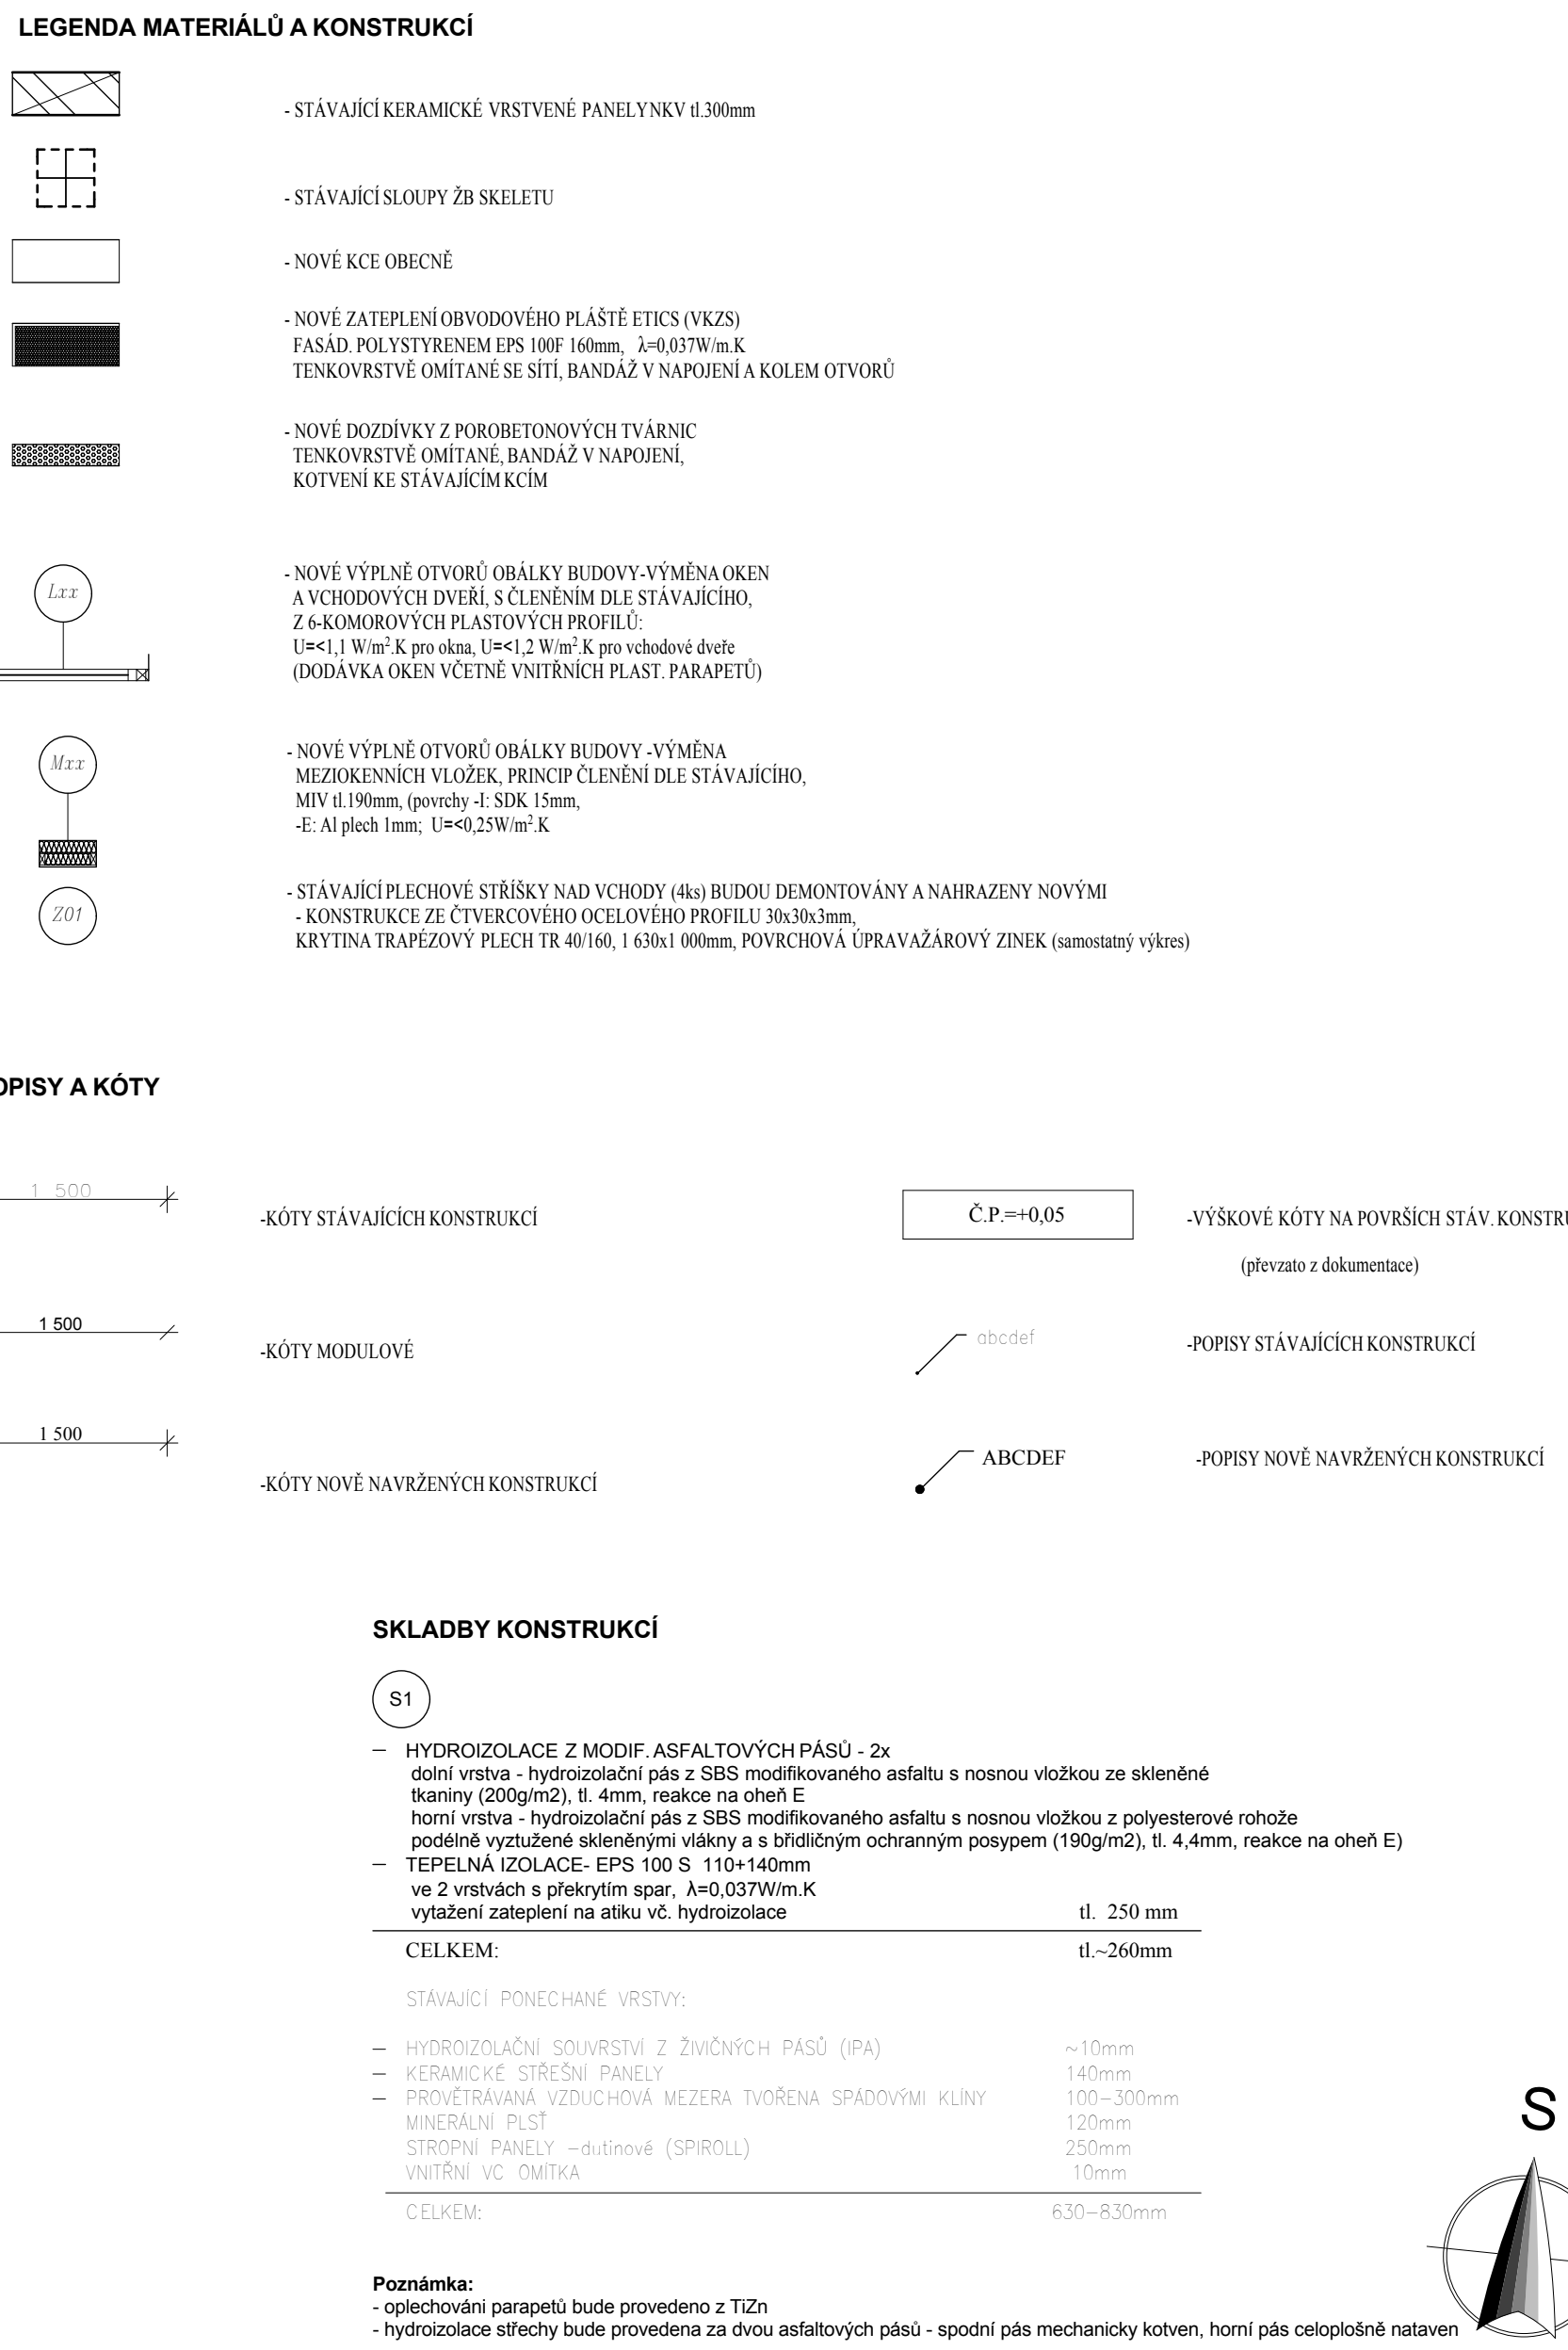 LEGENDA MATERIÁLŮ A KONSTRUKCÍ
- STÁVAJÍCÍ KERAMICKÉ VRSTVENÉ PANELY NKV tl.300mm
- STÁVAJÍCÍ SLOUPY ŽB SKELETU
- NOVÉ KCE OBECNĚ
- NOVÉ ZATEPLENÍ OBVODOVÉHO PLÁŠTĚ ETICS (VKZS)
FASÁD. POLYSTYRENEM EPS 100F 160mm, λ=0,037W/m.K
TENKOVRSTVĚ OMÍTANÉ SE SÍTÍ, BANDÁŽ V NAPOJENÍ A KOLEM OTVORŮ
- NOVÉ DOZDÍVKY Z POROBETONOVÝCH TVÁRNIC
TENKOVRSTVĚ OMÍTANÉ, BANDÁŽ V NAPOJENÍ,
KOTVENÍ KE STÁVAJÍCÍM KCÍM
Lxx
- NOVÉ VÝPLNĚ OTVORŮ OBÁLKY BUDOVY-VÝMĚNA OKEN
A VCHODOVÝCH DVEŘÍ, S ČLENĚNÍM DLE STÁVAJÍCÍHO,
Z 6-KOMOROVÝCH PLASTOVÝCH PROFILŮ:
U=<1,1 W/m².K pro okna, U=<1,2 W/m².K pro vchodové dveře
(DODÁVKA OKEN VČETNĚ VNITŘNÍCH PLAST. PARAPETŮ)
Mxx
- NOVÉ VÝPLNĚ OTVORŮ OBÁLKY BUDOVY -VÝMĚNA
MEZIOKENNÍCH VLOŽEK, PRINCIP ČLENĚNÍ DLE STÁVAJÍCÍHO,
MIV tl.190mm, (povrchy -I: SDK 15mm,
-E: Al plech 1mm; U=<0,25W/m².K
Z01
- STÁVAJÍCÍ PLECHOVÉ STŘÍŠKY NAD VCHODY (4ks) BUDOU DEMONTOVÁNY A NAHRAZENY NOVÝMI
- KONSTRUKCE ZE ČTVERCOVÉHO OCELOVÉHO PROFILU 30x30x3mm,
KRYTINA TRAPÉZOVÝ PLECH TR 40/160, 1 630x1 000mm, POVRCHOVÁ ÚPRAVAŽÁROVÝ ZINEK (samostatný výkres)
OPISY A KÓTY
1 500
-KÓTY STÁVAJÍCÍCH KONSTRUKCÍ
Č.P.=+0,05
-VÝŠKOVÉ KÓTY NA POVRŠÍCH STÁV. KONSTRU
(převzato z dokumentace)
1 500
-KÓTY MODULOVÉ
abcdef
-POPISY STÁVAJÍCÍCH KONSTRUKCÍ
1 500
-KÓTY NOVĚ NAVRŽENÝCH KONSTRUKCÍ
ABCDEF
-POPISY NOVĚ NAVRŽENÝCH KONSTRUKCÍ
SKLADBY KONSTRUKCÍ
S1
— HYDROIZOLACE Z MODIF. ASFALTOVÝCH PÁSŮ - 2x
dolní vrstva - hydroizolační pás z SBS modifikovaného asfaltu s nosnou vložkou ze skleněné
tkaniny (200g/m2), tl. 4mm, reakce na oheň E
horní vrstva - hydroizolační pás z SBS modifikovaného asfaltu s nosnou vložkou z polyesterové rohože
podélně vyztužené skleněnými vlákny a s břidličným ochranným posypem (190g/m2), tl. 4,4mm, reakce na oheň E)
— TEPELNÁ IZOLACE- EPS 100 S 110+140mm
ve 2 vrstvách s překrytím spar, λ=0,037W/m.K
vytažení zateplení na atiku vč. hydroizolace tl. 250 mm
CELKEM: tl.~260mm
STÁVAJÍCÍ PONECHANÉ VRSTVY:
— HYDROIZOLAČNÍ SOUVRSTVÍ Z ŽIVIČNÝCH PÁSŮ (IPA) ~10mm
— KERAMICKÉ STŘEŠNÍ PANELY 140mm
— PROVĚTRÁVANÁ VZDUCHOVÁ MEZERA TVOŘENA SPÁDOVÝMI KLÍNY 100-300mm
MINERÁLNÍ PLSŤ 120mm
STROPNÍ PANELY -dutinové (SPIROLL) 250mm
VNITŘNÍ VC OMÍTKA 10mm
CELKEM: 630-830mm
S
Poznámka:
- oplechováni parapetů bude provedeno z TiZn
- hydroizolace střechy bude provedena za dvou asfaltových pásů - spodní pás mechanicky kotven, horní pás celoplošně nataven